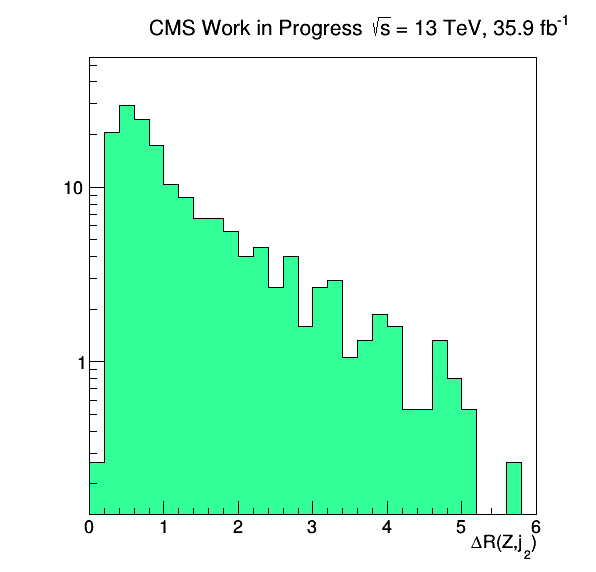 CMS Work in Progress √s = 13 TeV, 35.9 fb⁻¹
10
1
0 1 2 3 4 5 6
ΔR(Z,j₂)